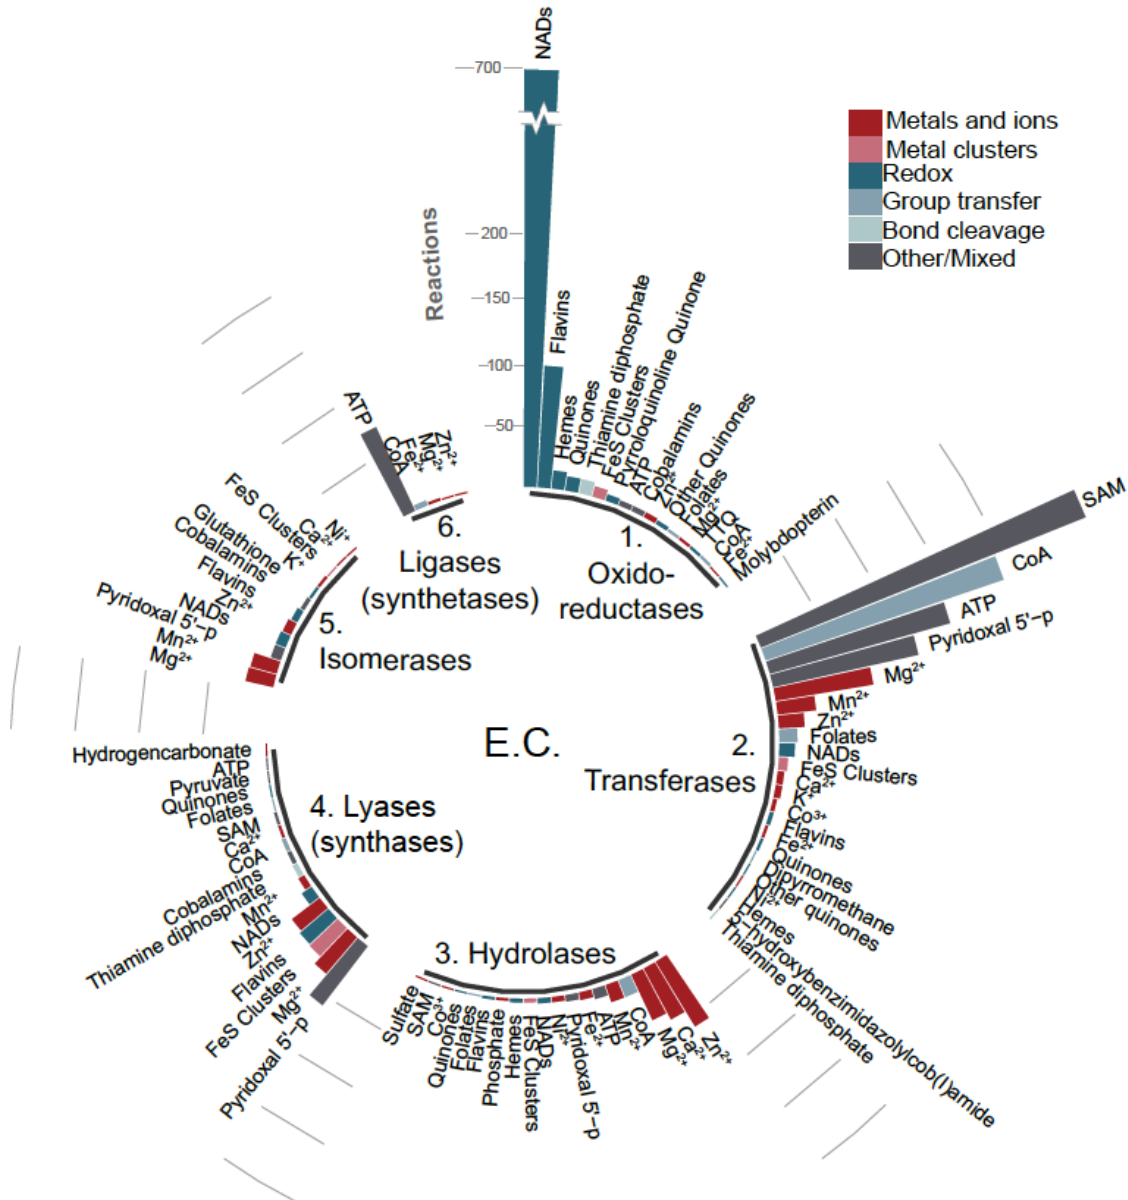 NADs
700
200
150
100
50
Reactions
Metals and ions
Metal clusters
Redox
Group transfer
Bond cleavage
Other/Mixed
Flavins
Hemes
Quinones
Thiamine diphosphate
FeS Clusters
Pyrroloquinoline Quinone
ATP
Cobalamins
Zn²⁺
Other Quinones
Folates
Mg²⁺
TTQ
CoA
Fe²⁺
Molybdopterin
1.
Oxido-
reductases
SAM
CoA
ATP
Pyridoxal 5'−p
Mg²⁺
Mn²⁺
Zn²⁺
Folates
NADs
FeS Clusters
Ca²⁺
K⁺
Co³⁺
Flavins
Fe²⁺
Quinones
Dipyrromethane
Other quinones
Ni²⁺
Hemes
5−hydroxybenzimidazolylcob(I)amide
Thiamine diphosphate
2.
Transferases
E.C.
3. Hydrolases
Zn²⁺
Ca²⁺
Mg²⁺
CoA
Mn²⁺
ATP
Fe²⁺
Pyridoxal 5'−p
Ni²⁺
NADs
FeS Clusters
Hemes
Phosphate
Flavins
Folates
Quinones
Co³⁺
SAM
Sulfate
4. Lyases
(synthases)
Pyridoxal 5'−p
Mg²⁺
FeS Clusters
Flavins
Zn²⁺
NADs
Mn²⁺
Thiamine diphosphate
Cobalamins
CoA
Ca²⁺
SAM
Folates
Quinones
Pyruvate
ATP
Hydrogencarbonate
5.
Isomerases
Mg²⁺
Mn²⁺
Pyridoxal 5'−p
NADs
Zn²⁺
Flavins
Cobalamins
Glutathione
K⁺
FeS Clusters
Ca²⁺
Ni⁺
6.
Ligases
(synthetases)
ATP
CoA
Fe²⁺
Mg²⁺
Zn²⁺